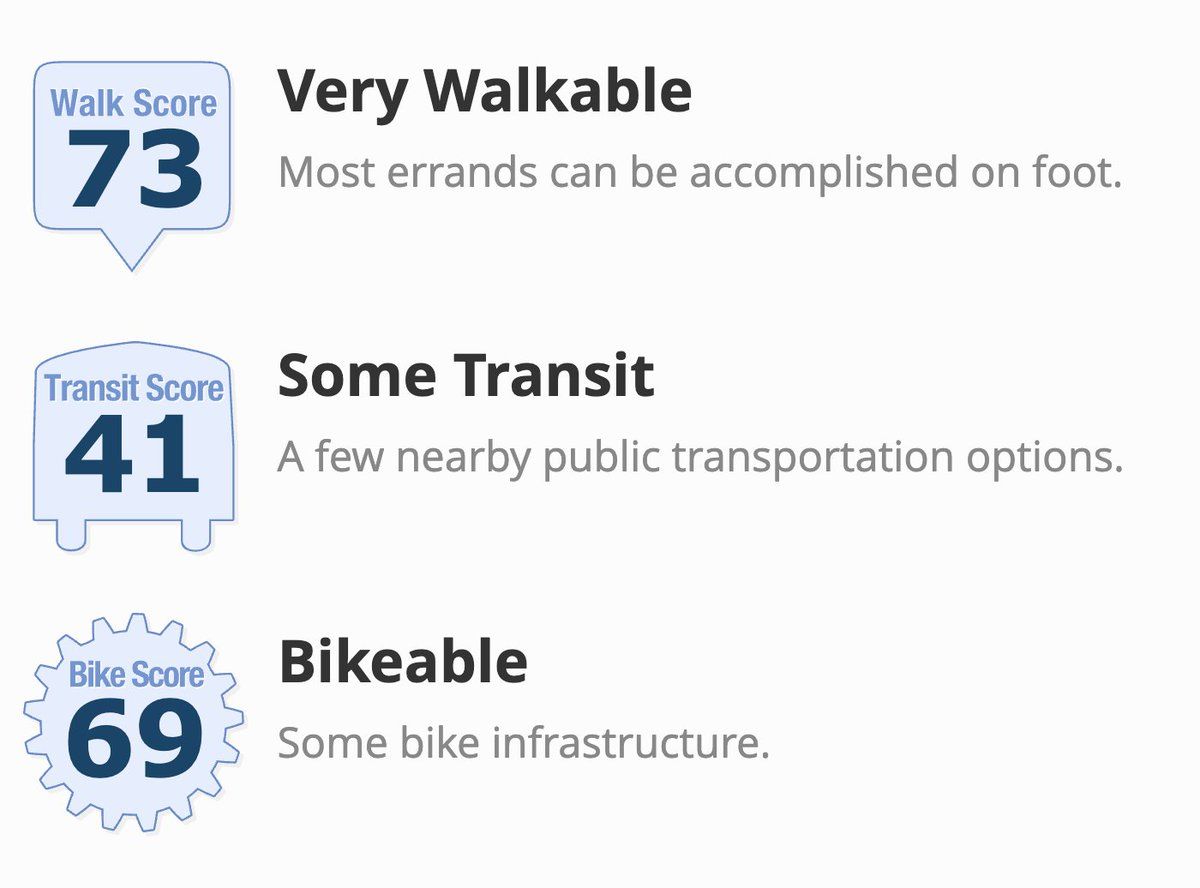 Walk Score
73
Very Walkable
Most errands can be accomplished on foot.
Transit Score
41
Some Transit
A few nearby public transportation options.
Bike Score
69
Bikeable
Some bike infrastructure.